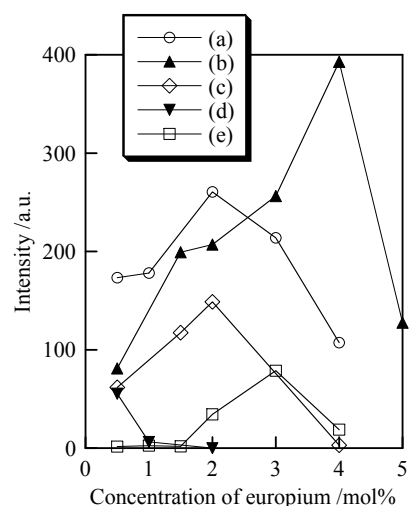 (a)
(b)
(c)
(d)
(e)
400
300
200
100
0
Intensity /a.u.
0 1 2 3 4 5
Concentration of europium /mol%